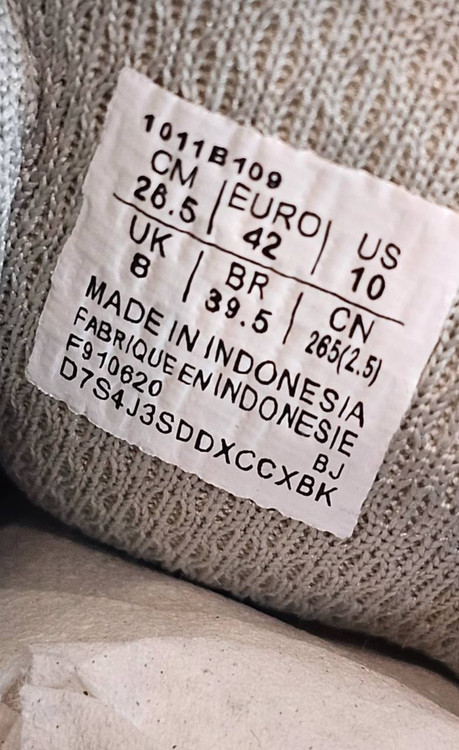 1011B109
CM EURO US
26.5 42 10
UK BR CN
8 39.5 265(2.5)
MADE IN INDONESIA
FABRIQUE EN INDONESIE
F910620 BJ
D7S4J3SDDXCCXBK